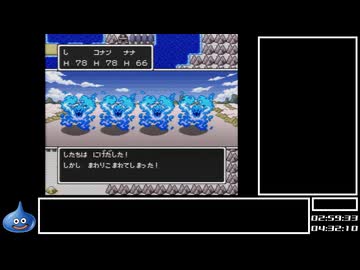 し コナン ナナ
H 78 H 78 H 66
したちは にげだした!
しかし まわりこまれてしまった!
02:59:33
04:32:10